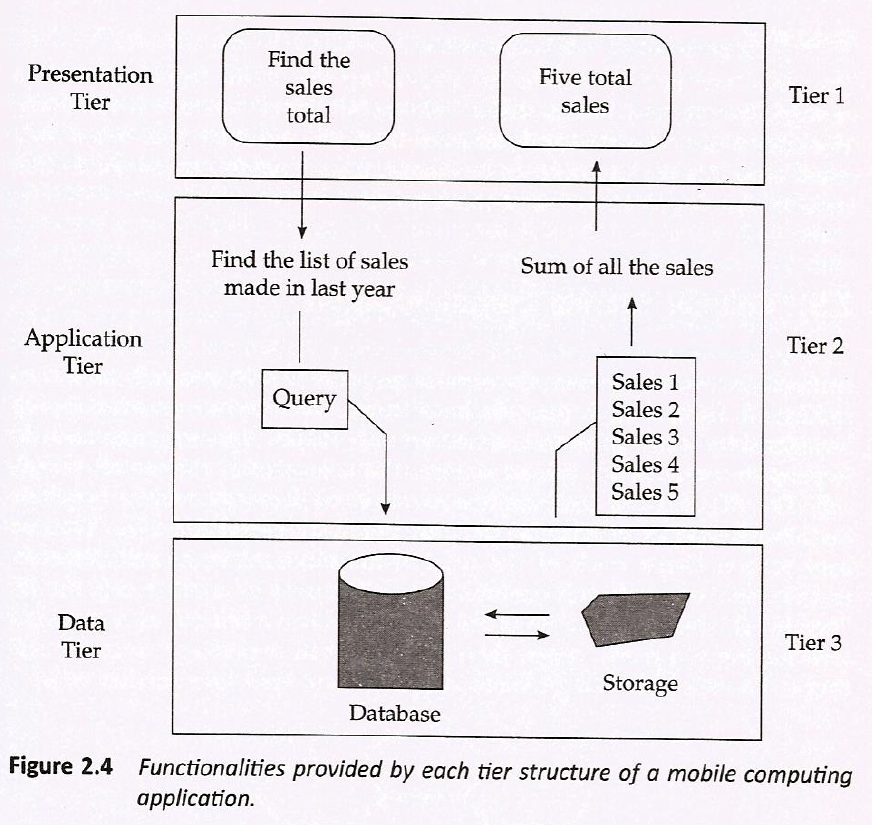 Presentation
Tier
Find the
sales
total
Five total
sales
Tier 1
Find the list of sales
made in last year
Sum of all the sales
Application
Tier
Query
Sales 1
Sales 2
Sales 3
Sales 4
Sales 5
Tier 2
Data
Tier
Database
Storage
Tier 3
Figure 2.4 Functionalities provided by each tier structure of a mobile computing
application.